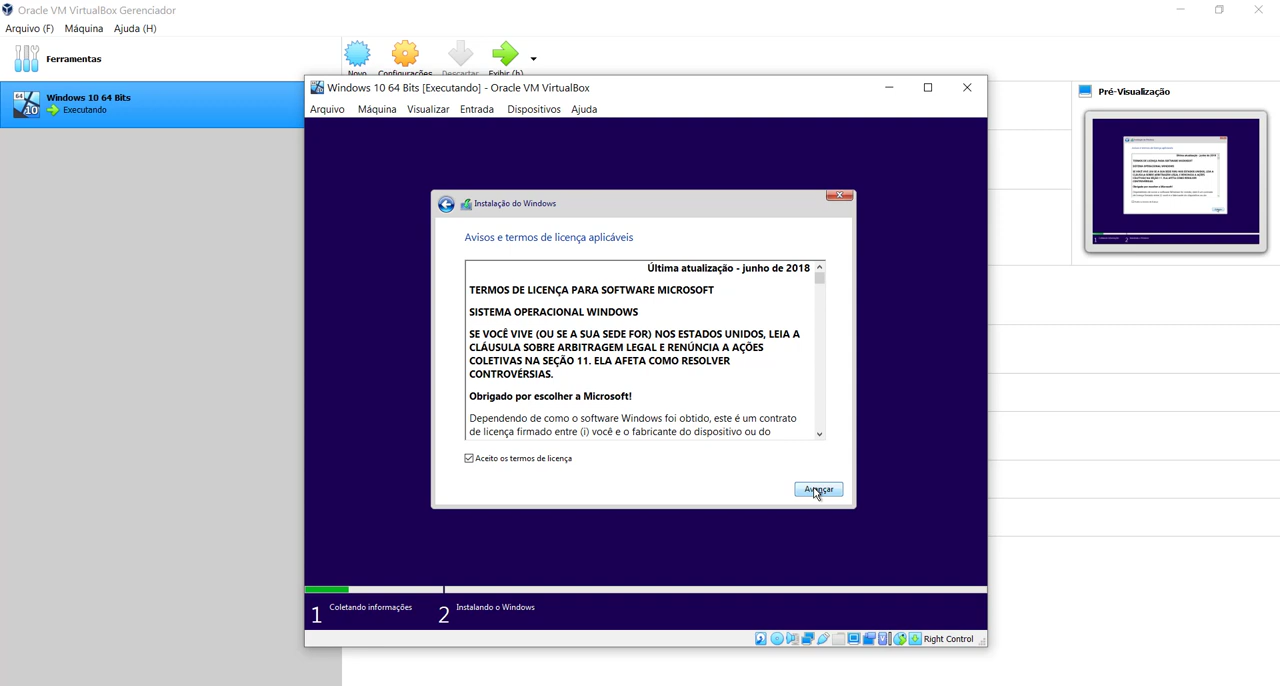 Oracle VM VirtualBox Gerenciador
Arquivo (F) Máquina Ajuda (H)
Ferramentas
Novo Configurações Descartar Exibir (h)
64 10 Windows 10 64 Bits
Executando
Windows 10 64 Bits [Executando] - Oracle VM VirtualBox
Arquivo Máquina Visualizar Entrada Dispositivos Ajuda
Pré-Visualização
Instalação do Windows
Avisos e termos de licença aplicáveis
Última atualização - junho de 2018
TERMOS DE LICENÇA PARA SOFTWARE MICROSOFT
SISTEMA OPERACIONAL WINDOWS
SE VOCÊ VIVE (OU SE A SUA SEDE FOR) NOS ESTADOS UNIDOS, LEIA A
CLÁUSULA SOBRE ARBITRAGEM LEGAL E RENÚNCIA A AÇÕES
COLETIVAS NA SEÇÃO 11. ELA AFETA COMO RESOLVER
CONTROVÉRSIAS.
Obrigado por escolher a Microsoft!
Dependendo de como o software Windows foi obtido, este é um contrato
de licença firmado entre (i) você e o fabricante do dispositivo ou do
Aceito os termos de licença
Avançar
1 Coletando informações 2 Instalando o Windows
Right Control